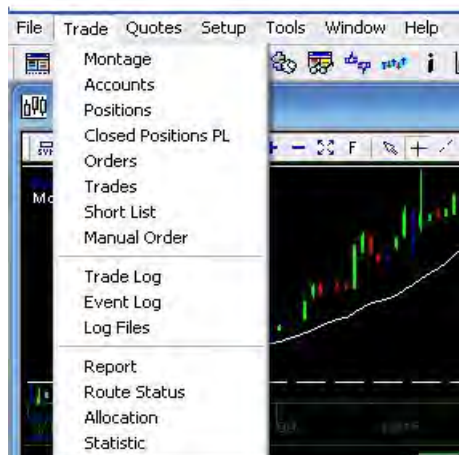 File Trade Quotes Setup Tools Window Help
Montage
Accounts
Positions
Closed Positions PL
F
Orders
Trades
Short List
Manual Order
Trade Log
Event Log
Log Files
Report
Route Status
Allocation
Statistic